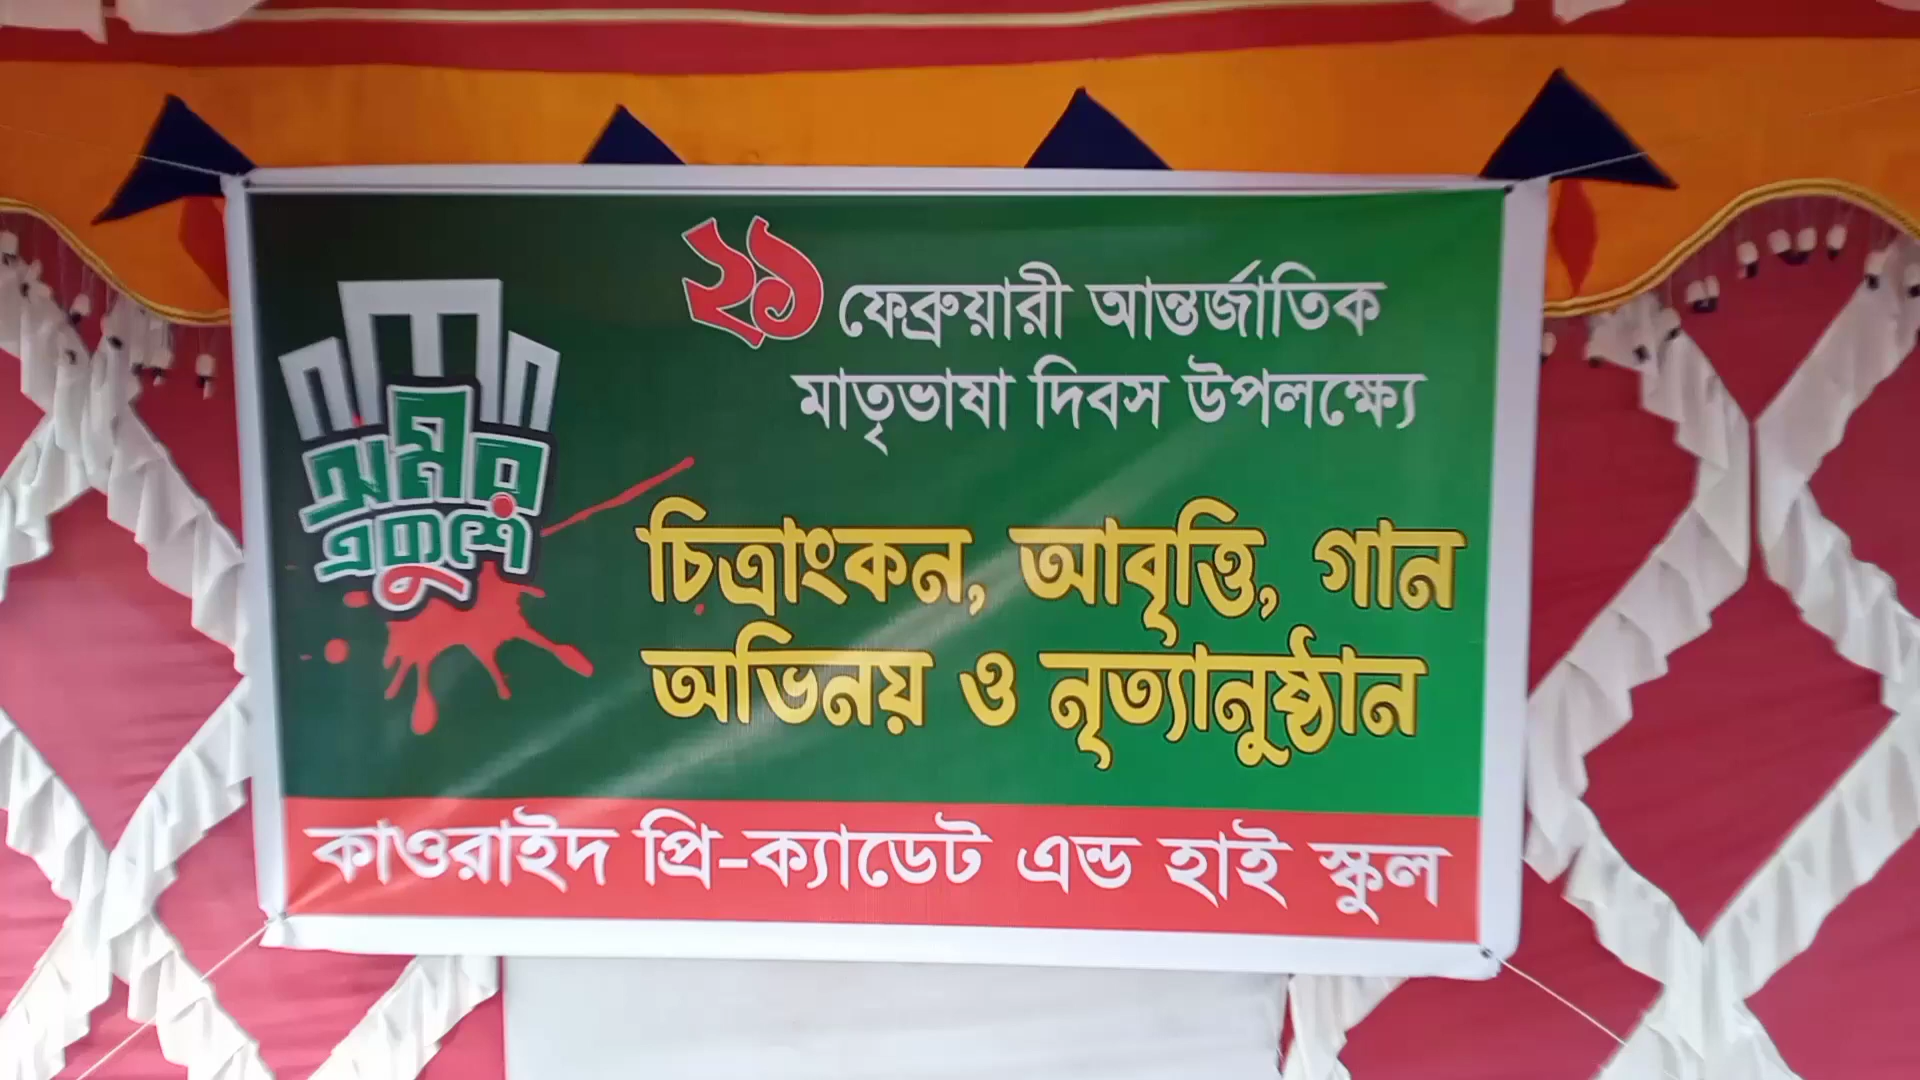 ২১ ফেব্রুয়ারী আন্তর্জাতিক
মাতৃভাষা দিবস উপলক্ষ্যে
অমর
একুশে
চিত্রাংকন, আবৃত্তি, গান
অভিনয় ও নৃত্যানুষ্ঠান
কাওরাইদ প্রি-ক্যাডেট এন্ড হাই স্কুল